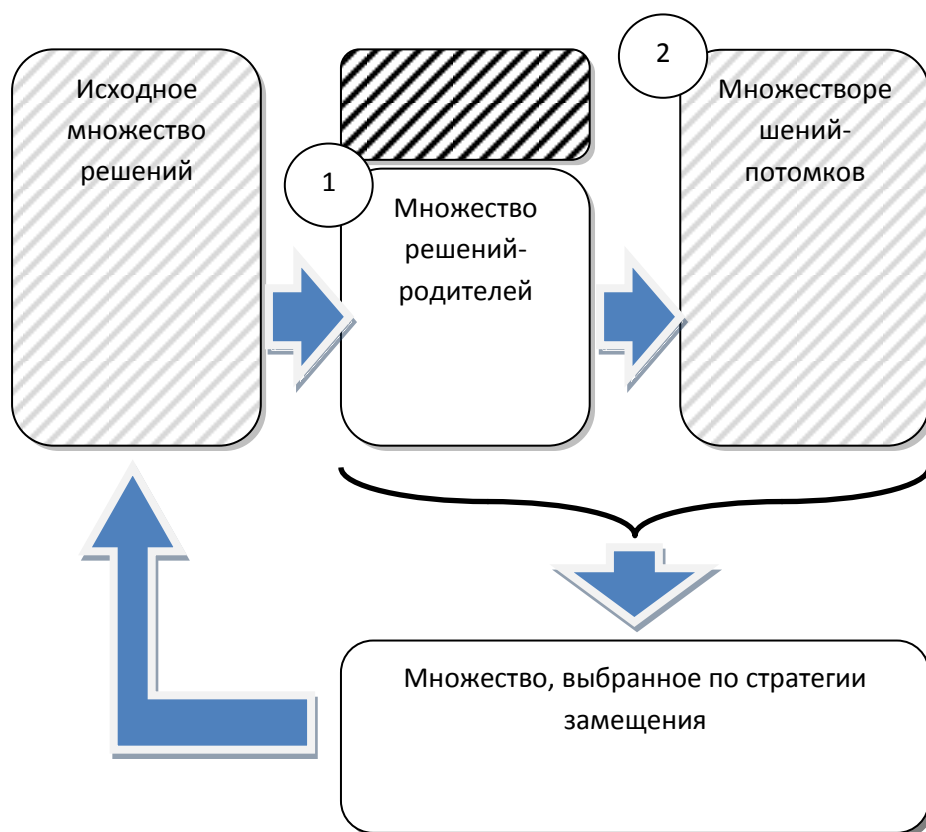 Исходное
множество
решений
1
Множество
решений-
родителей
2
Множестворе
шений-
потомков
Множество, выбранное по стратегии
замещения